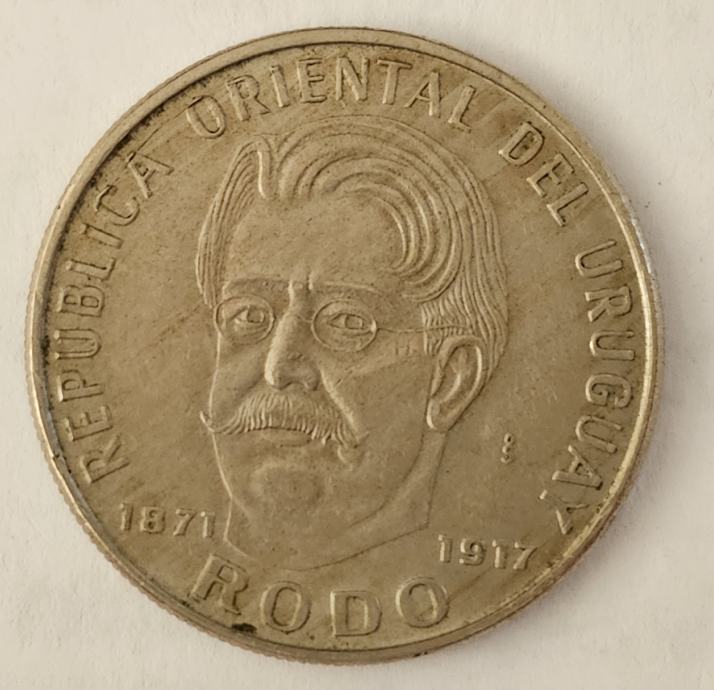 REPUBLICA ORIENTAL DEL URUGUAY
1871
1917
RODO